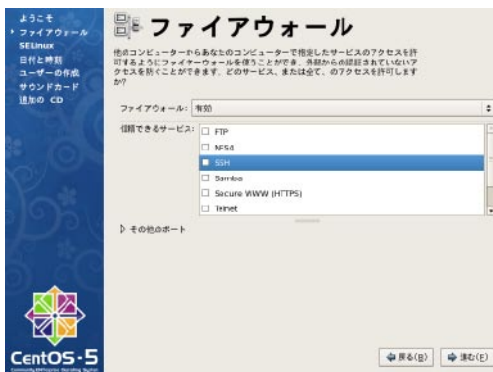 ようこそ
ファイアウォール
SELinux
日付と時刻
ユーザーの作成
サウンドカード
追加の CD
ファイアウォール
他のコンピューターからあなたのコンピューターで指定したサービスのアクセスを許
可するようにファイヤーウォールを使うことができ、外部からの認証されていないア
クセスを防ぐことができます。どのサービス、または全て、のアクセスを許可します
か?
ファイアウォール: 有効
信頼できるサービス:
FTP
NFS4
SSH
Samba
Secure WWW (HTTPS)
Telnet
その他のポート
戻る(B)
進む(F)
CentOS-5
Community ENTerprise Operating System